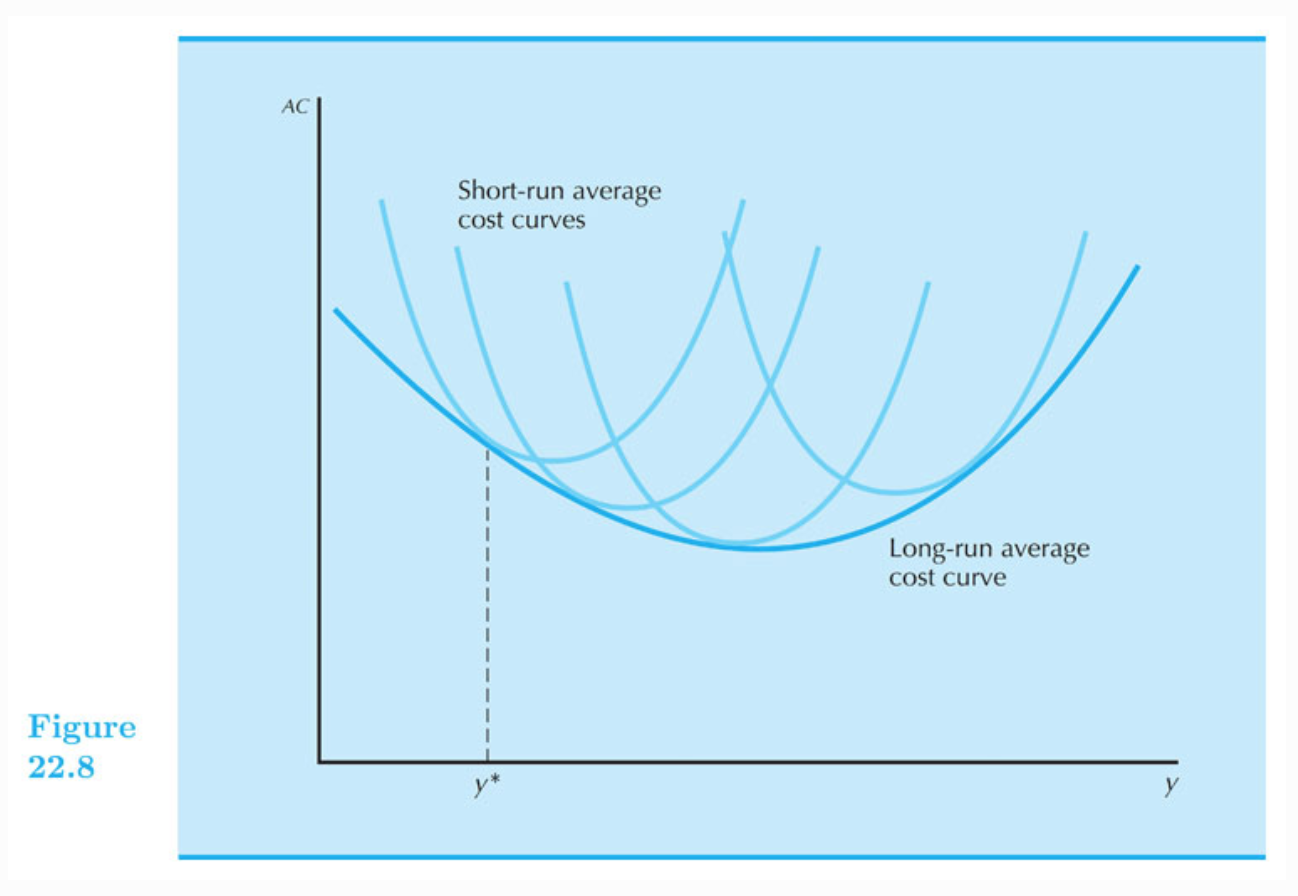 AC
Short-run average
cost curves
Long-run average
cost curve
Figure
22.8
y*
y